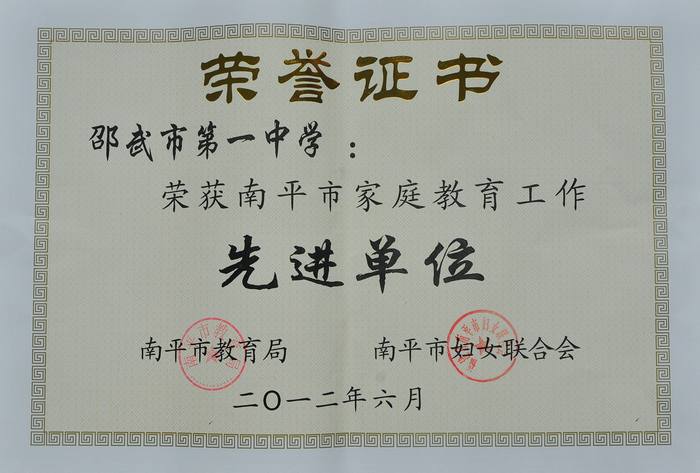 荣誉证书
邵武市第一中学：
荣获南平市家庭教育工作
先进单位
南平市教育局 南平市妇女联合会
二〇一二年六月